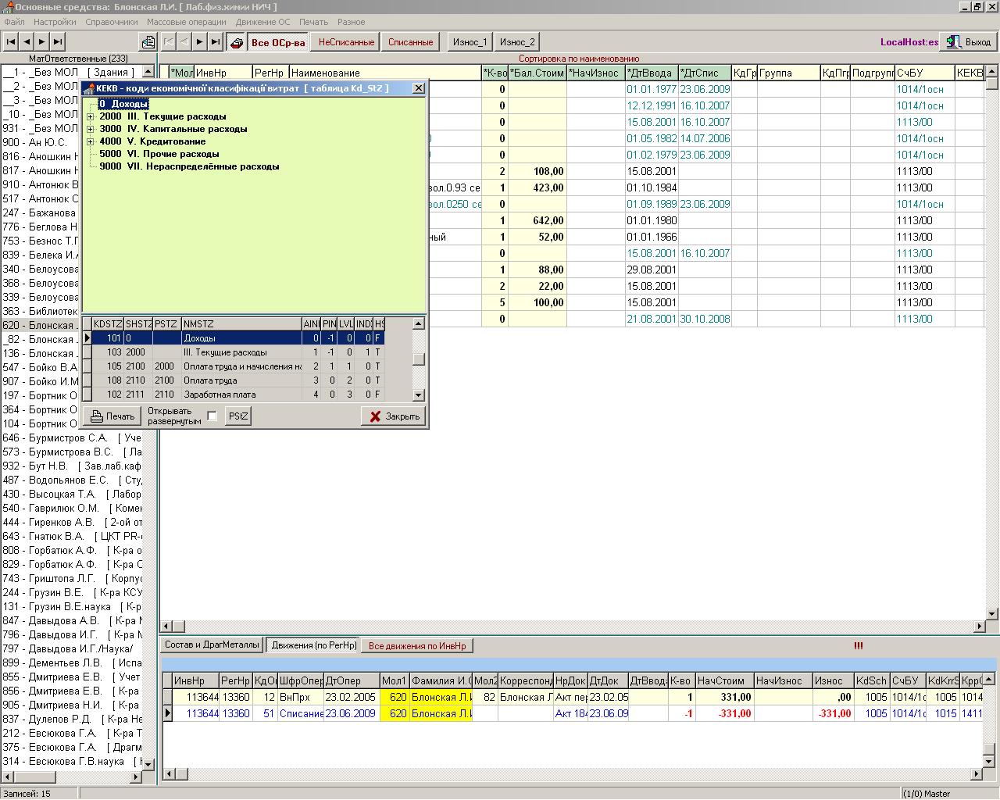 Основные средства: Блонская Л.И. [ Лаб.физ.химии НИЧ ]
Файл Настройки Справочники Массовые операции Движение ОС Печать Разное
Все ОСр-ва НеСписанные Списанные Износ_1 Износ_2 LocalHost:es Выход
МатОтветственные (233)
Сортировка по наименованию
*Мол ИнвНр РегНр Наименование *К-во *Бал.Стоим *НачИзнос *ДтВвода *ДтСпис КдГр Группа КдПгр Подгрупп СчБУ КЕКВ
0 01.01.1977 23.06.2009 1014/1осн
0 12.12.1991 16.10.2007 1014/1осн
0 15.08.2001 16.10.2007 1113/00
0 01.05.1982 14.07.2006 1014/1осн
0 01.02.1979 23.06.2009 1014/1осн
2 108,00 15.08.2001 1113/00
вол.0.93 се 1 423,00 01.10.1984 1113/00
вол.0250 се 0 01.09.1989 23.06.2009 1014/1осн
1 642,00 01.01.1980 1113/00
ный 1 52,00 01.01.1966 1113/00
0 15.08.2001 16.10.2007 1113/00
1 88,00 29.08.2001 1113/00
2 22,00 15.08.2001 1113/00
5 100,00 15.08.2001 1113/00
0 21.08.2001 30.10.2008 1113/00
__1 - _Без МОЛ [ Здания ]
__2 - _Без МОЛ
__3 - _Без МОЛ
_10 - _Без МОЛ
931 - _Без МОЛ
900 - Ан Ю.С.
816 - Аношкин
817 - Аношкин
910 - Антонюк В
517 - Антонюк
247 - Бажанова
776 - Беглова Н
753 - Безнос Т.Г
839 - Белека И.
340 - Белоусова
368 - Белоусова
339 - Белоусова
363 - Библиотек
620 - Блонская
_82 - Блонская
136 - Блонская
547 - Бойко В.А
907 - Бойко И.М
197 - Бортник О
364 - Бортник О
104 - Бортник О
646 - Бурмистров С.А. [ Уче
573 - Бурмистрова В.С. [ Ла
932 - Бут Н.В. [ Зав.лаб.каф
487 - Водопьянов Е.С. [ Сту
430 - Высоцкая Т.А. [ Лабор
540 - Гаврилюк О.М. [ Комен
444 - Гиренков А.В. [ 2-ой от
643 - Гнатюк В.А. [ ЦКТ PR-
808 - Горбатюк А.Ф. [ К-ра о
829 - Горбатюк А.Ф. [ К-ра О
743 - Гриштопа Л.Г. [ Корпус
244 - Грузин В.Е. [ К-ра КСУ
131 - Грузин В.Е.наука [ К-р
847 - Давыдова А.В. [ К-ра М
796 - Давыдова И.Г. [ К-ра М
797 - Давыдова И.Г./Наука/
899 - Дементьев Л.В. [ Испа
855 - Дмитриева Е.В. [ Учет
856 - Дмитриева Е.В. [ К-ра
905 - Дмитриева Н.И. [ К-ра
837 - Дулепов Р.Д. [ К-ра Не
212 - Евсюкова Г.А. [ К-ра Т
375 - Евсюкова Г.А. [ Драгм
314 - Евсюкова Г.В.наука [
КЕКВ - коди економічної класифікації витрат [ таблица Kd_StZ ]
0 Доходы
2000 III. Текущие расходы
3000 IV. Капитальные расходы
4000 V. Кредитование
5000 VI. Прочие расходы
9000 VII. Нераспределённые расходы
KDSTZ SHSTZ PSTZ NMSTZ AINI PIN LVL IND HS
101 0 Доходы 0 -1 0 0 F
103 2000 III. Текущие расходы 1 -1 0 1 T
105 2100 2000 Оплата труда и начисления на 2 1 1 0 T
108 2110 2100 Оплата труда 3 0 2 0 T
102 2111 2110 Заработная плата 4 0 3 0 F
Печать Открывать развернутым PStZ Закрыть
Состав и ДрагМеталлы Движения (по РегНр) Все движения по ИнвНр !!!
ИнвНр РегНр КдО ШфрОпер ДтОпер Мол1 Фамилия И.О Мол2 Корреспонд НрДок ДтДок ДтВвод К-во НачСтоим НачИзнос Износ KdSch СчБУ KdKrrS Крр
113644 13360 12 ВнПрх 23.02.2005 620 Блонская Л.И 82 Блонская Л Акт пер 23.02.05 1 331,00 ,00 1005 1014/1о 1005 1014
113644 13360 51 Списание 23.06.2009 620 Блонская Л.И Акт 184 23.06.09 -1 -331,00 -331,00 1005 1014/1о 1015 1411
Записей: 15 (1/0) Master